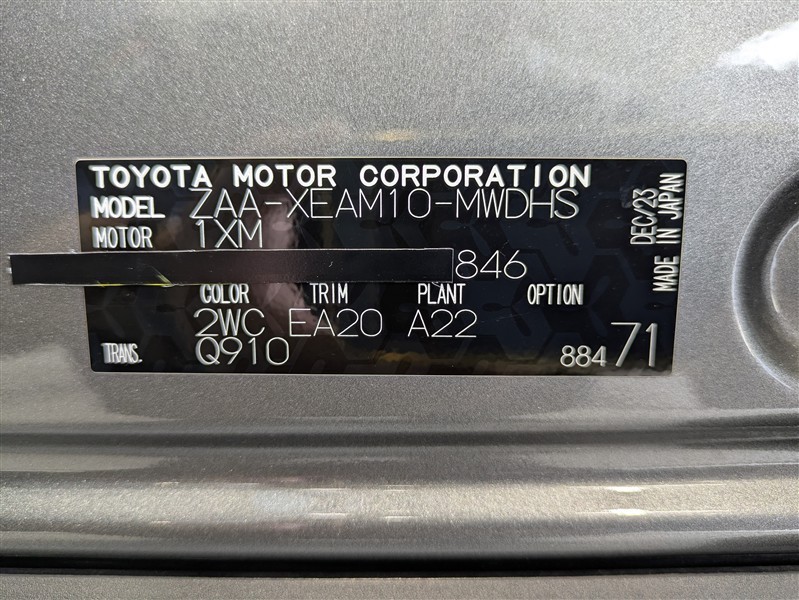 TOYOTA MOTOR CORPORATION
MODEL ZAA-XEAM10-MWDHS
MOTOR 1XM
846
COLOR TRIM PLANT OPTION
2WC EA20 A22
TRANS. Q910
884 71
DEC/23
MADE IN JAPAN